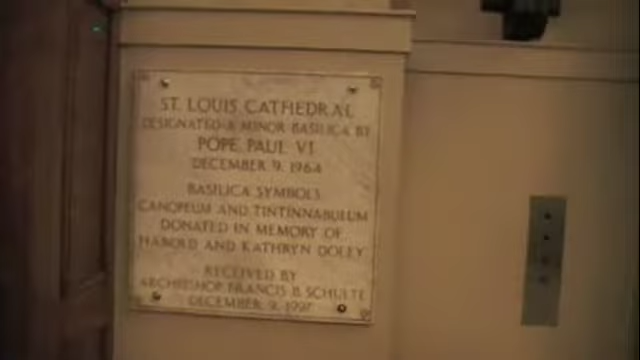 ST. LOUIS CATHEDRAL
DESIGNATED A MINOR BASILICA BY
POPE PAUL VI
DECEMBER 9, 1964
BASILICA SYMBOLS
CANOPEUM AND TINTINNABULUM
DONATED IN MEMORY OF
HAROLD AND KATHRYN DOLEY
RECEIVED BY
ARCHBISHOP FRANCIS B. SCHULTE
DECEMBER 9, 1997